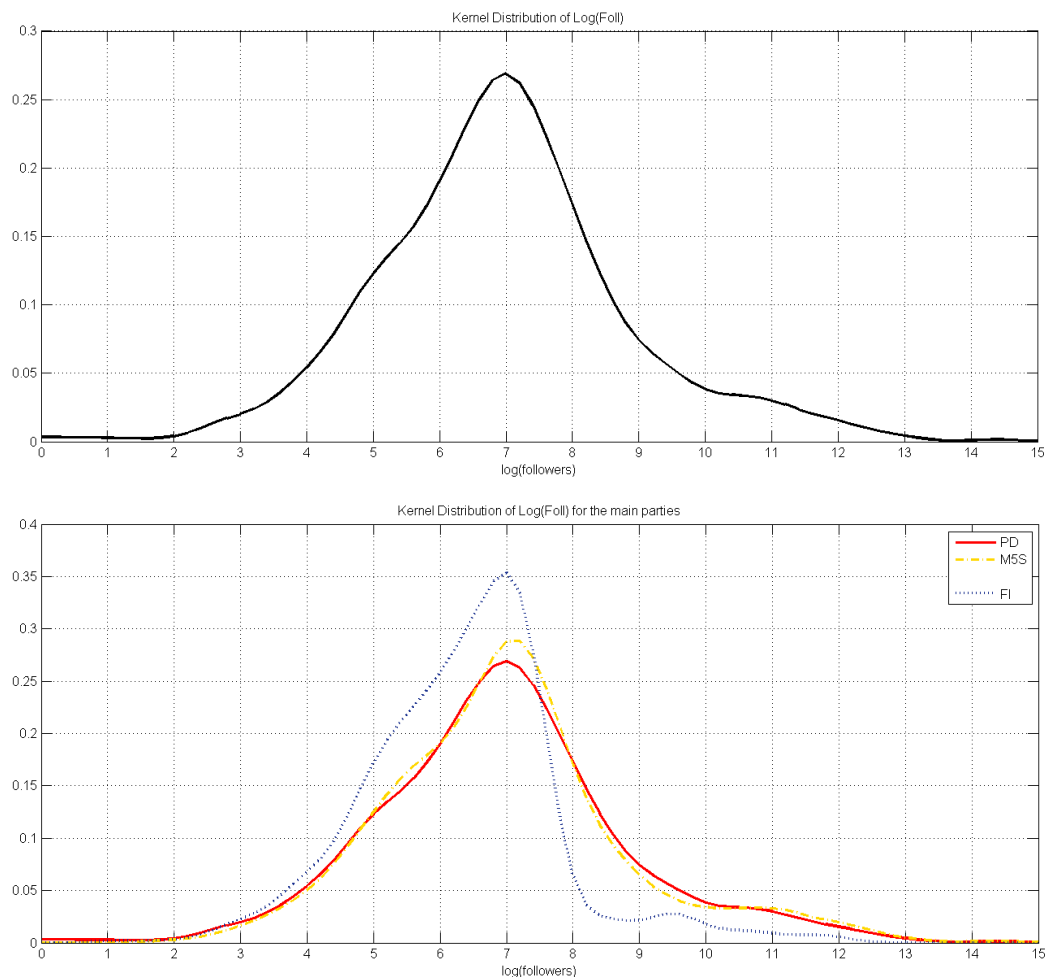 Kernel Distribution of Log(Foll)
0.3
0.25
0.2
0.15
0.1
0.05
0
0 1 2 3 4 5 6 7 8 9 10 11 12 13 14 15
log(followers)
Kernel Distribution of Log(Foll) for the main parties
0.4
0.35
0.3
0.25
0.2
0.15
0.1
0.05
0
PD
M5S
FI
0 1 2 3 4 5 6 7 8 9 10 11 12 13 14 15
log(followers)